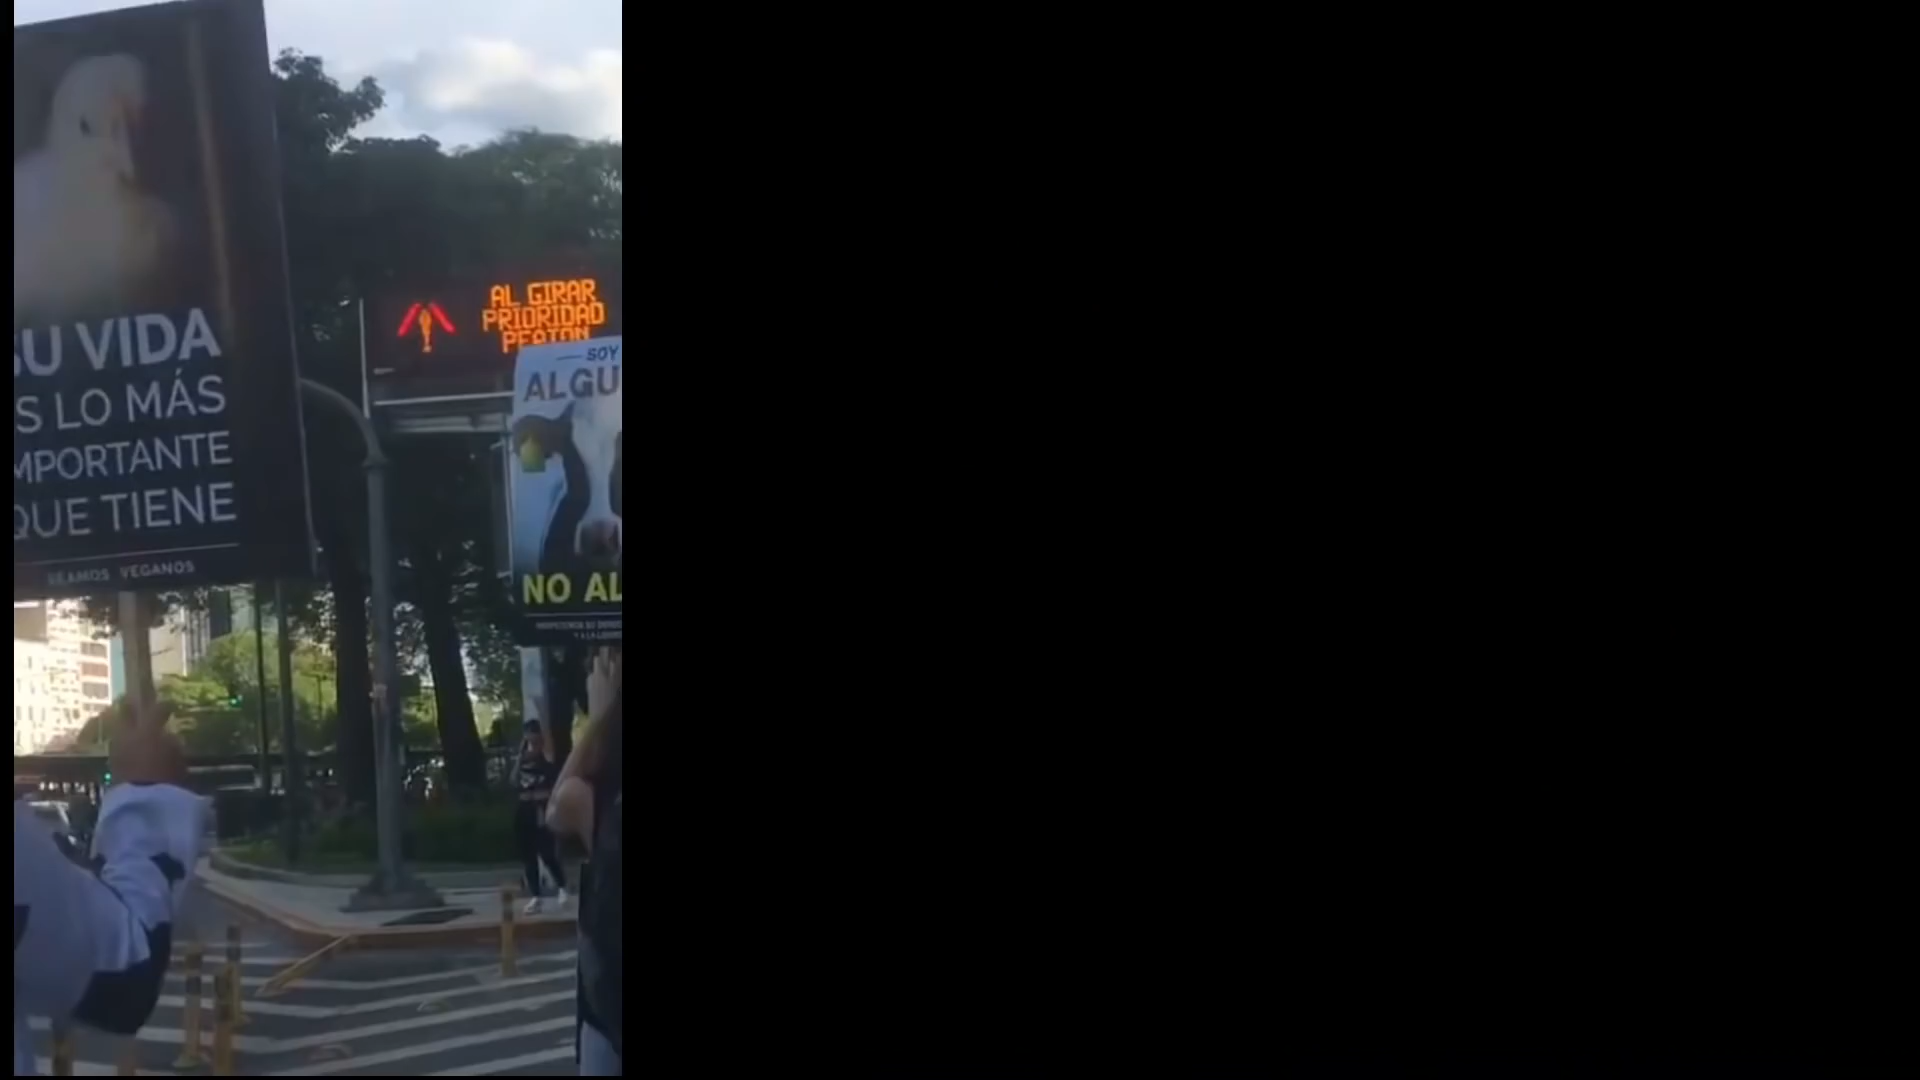 SU VIDA
S LO MÁS
MPORTANTE
QUE TIENE
SEAMOS VEGANOS
AL GIRAR
PRIORIDAD
PEATON
SOY
ALGU
NO AL